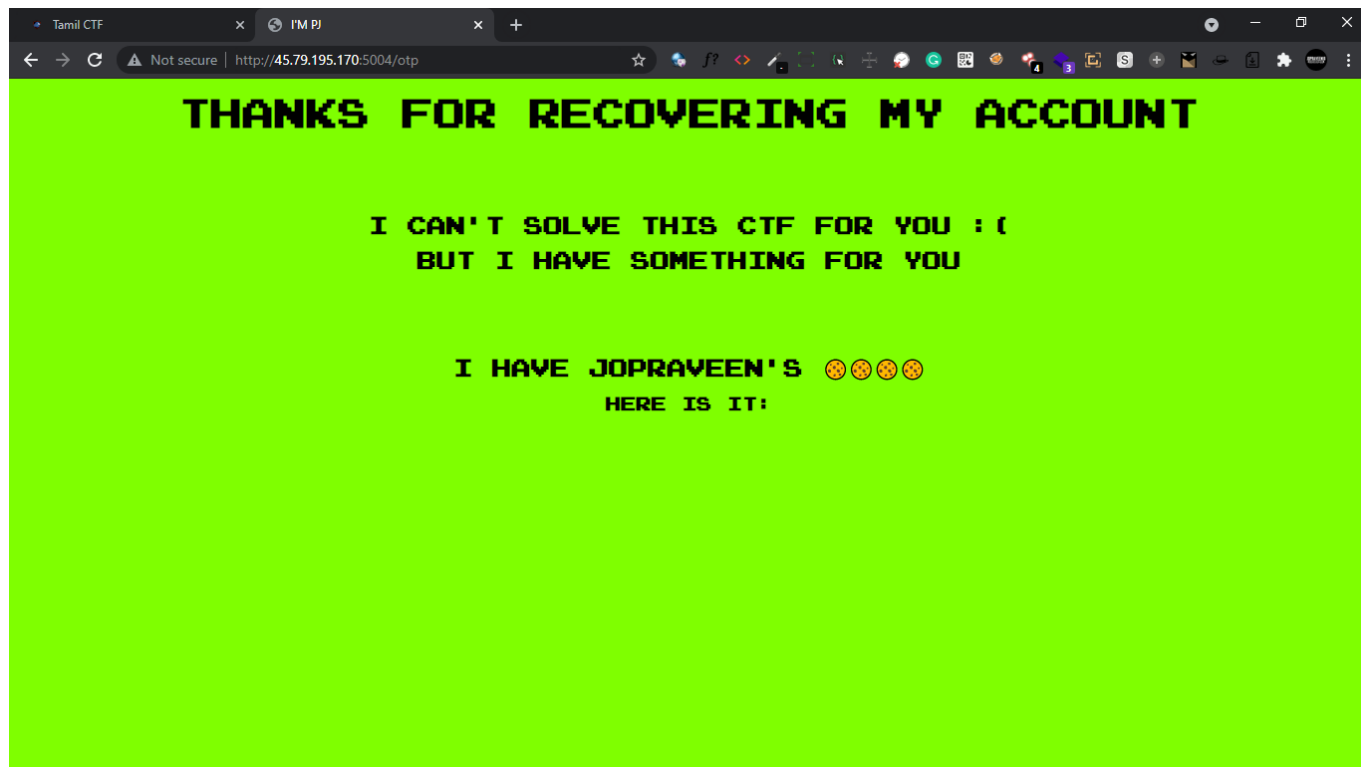 Tamil CTF
I'M PJ
Not secure
http://45.79.195.170:5004/otp
THANKS FOR RECOVERING MY ACCOUNT
I CAN'T SOLVE THIS CTF FOR YOU :(
BUT I HAVE SOMETHING FOR YOU
I HAVE JOPRAVEEN'S 🍪🍪🍪🍪
HERE IS IT: